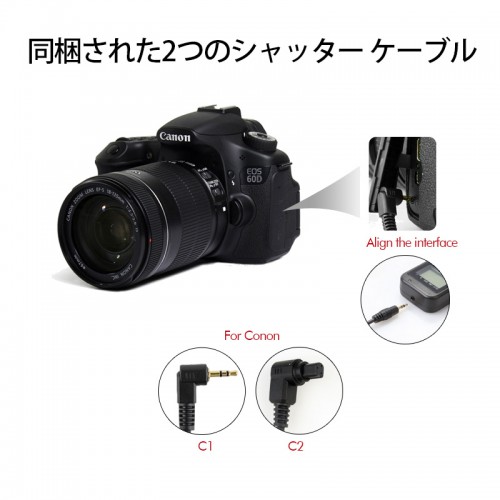 同梱された2つのシャッター ケーブル
Canon
EOS
60D
Align the interface
For Conon
C1
C2